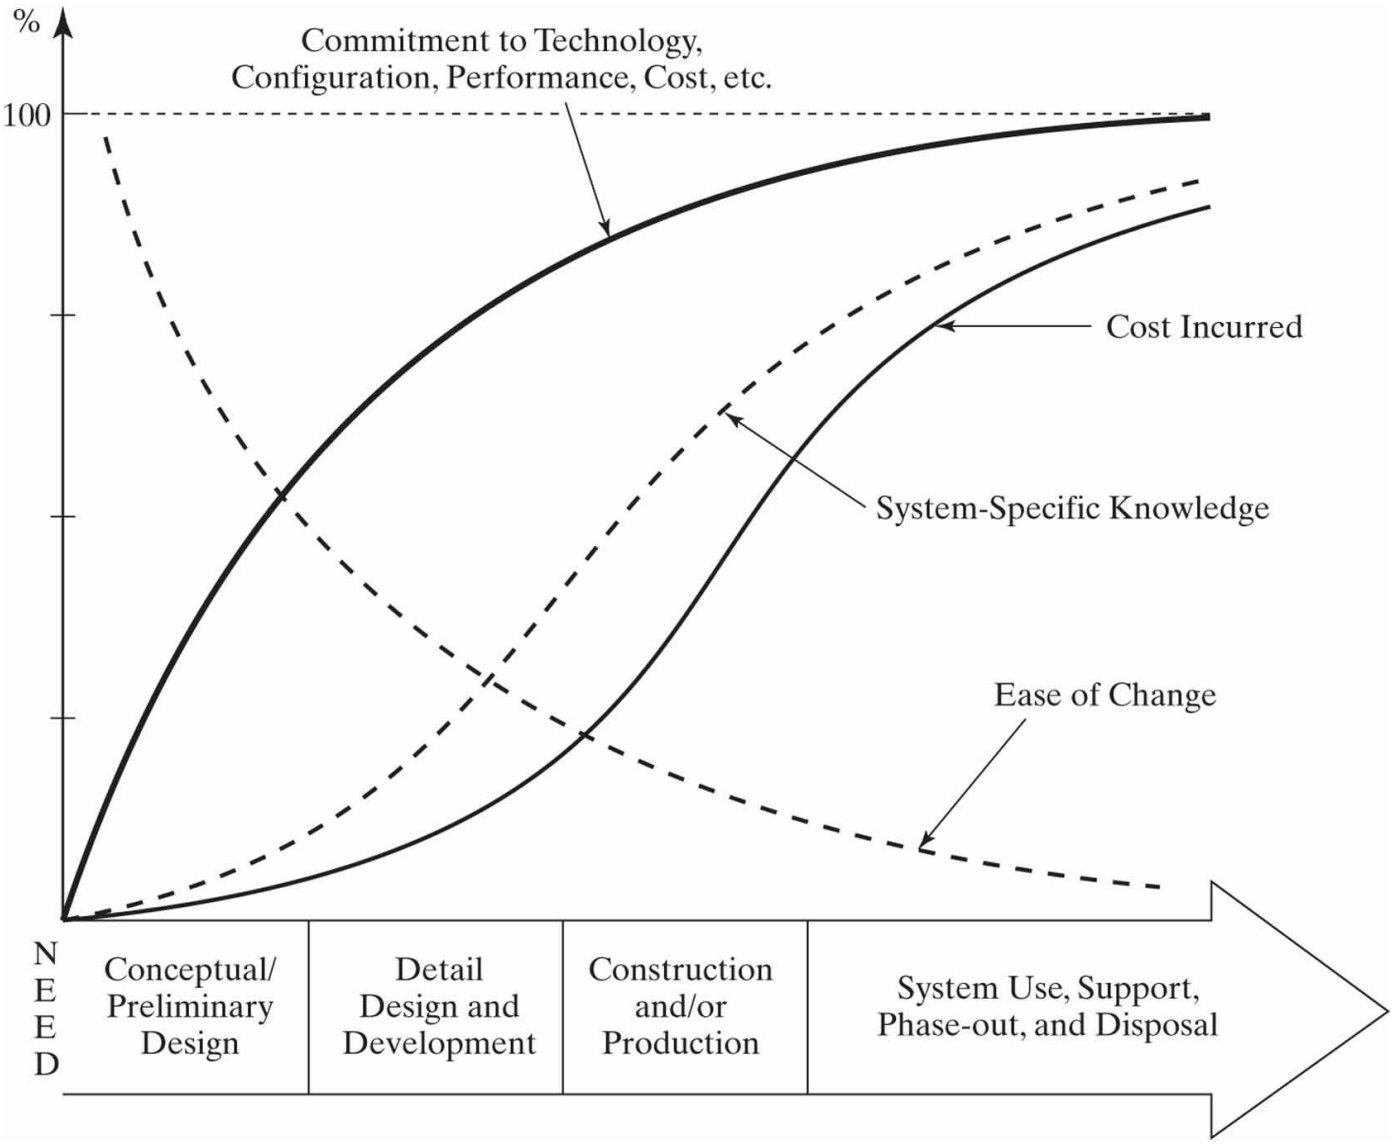 %
Commitment to Technology,
Configuration, Performance, Cost, etc.
100
Cost Incurred
System-Specific Knowledge
Ease of Change
N
E
E
D
Conceptual/
Preliminary
Design
Detail
Design and
Development
Construction
and/or
Production
System Use, Support,
Phase-out, and Disposal